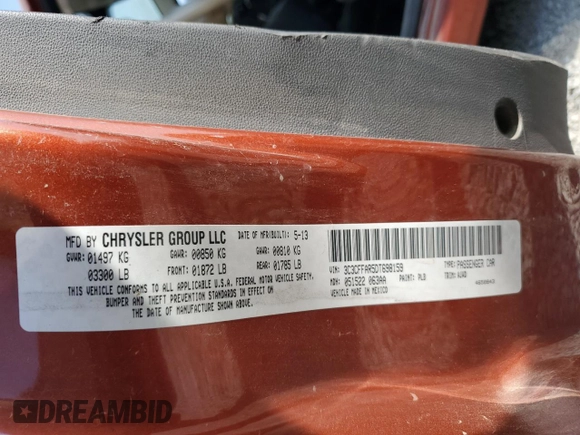 MFD BY CHRYSLER GROUP LLC DATE OF MFR(BUILT): 5-13
GVWR: 01497 KG GAWR: 00850 KG GAWR: 00810 KG
03300 LB FRONT: 01872 LB REAR: 01785 LB
THIS VEHICLE CONFORMS TO ALL APPLICABLE U.S.A. FEDERAL MOTOR VEHICLE SAFETY,
BUMPER AND THEFT PREVENTION STANDARDS IN EFFECT ON
THE DATE OF MANUFACTURE SHOWN ABOVE.
VIN: TYPE: PASSENGER CAR
MDH: 051522 063AA PAINT: PLB TRIM:
VEHICLE MADE IN MEXICO
DREAMBID